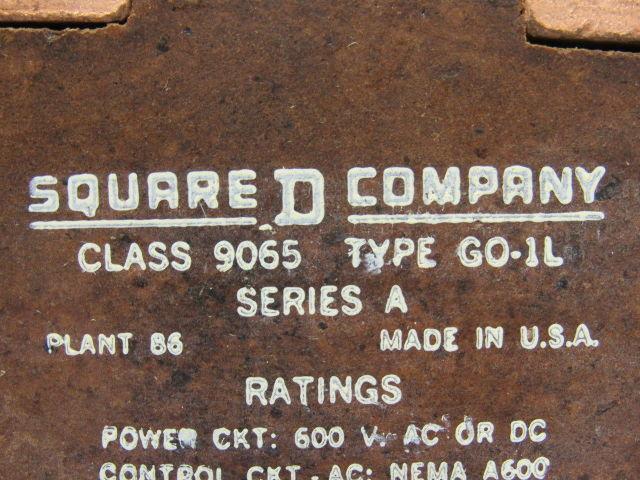 SQUARE D COMPANY
CLASS 9065 TYPE GO-1L
SERIES A
PLANT 86 MADE IN U.S.A.
RATINGS
POWER CKT: 600 V. AC OR DC
CONTROL CKT - AC: NEMA A600